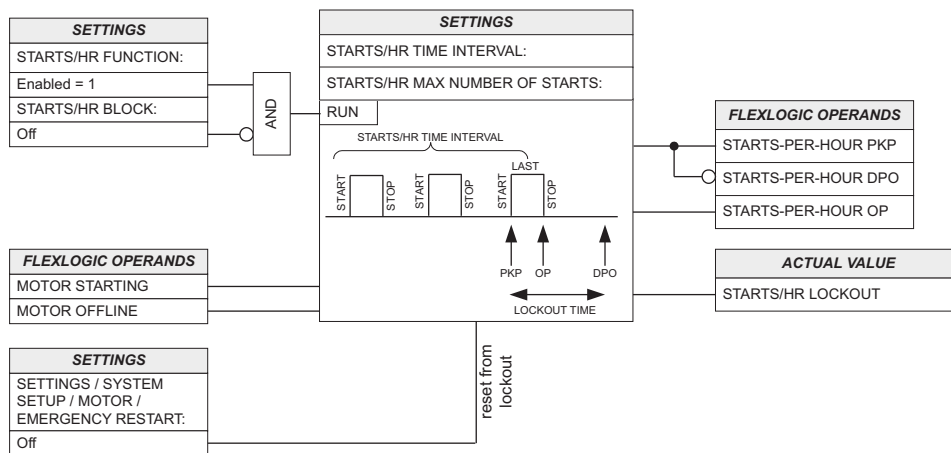 SETTINGS
STARTS/HR FUNCTION:
Enabled = 1
STARTS/HR BLOCK:
Off
AND
SETTINGS
STARTS/HR TIME INTERVAL:
STARTS/HR MAX NUMBER OF STARTS:
RUN
STARTS/HR TIME INTERVAL
LAST
START
STOP
START
STOP
START
STOP
PKP
OP
DPO
LOCKOUT TIME
FLEXLOGIC OPERANDS
STARTS-PER-HOUR PKP
STARTS-PER-HOUR DPO
STARTS-PER-HOUR OP
ACTUAL VALUE
STARTS/HR LOCKOUT
FLEXLOGIC OPERANDS
MOTOR STARTING
MOTOR OFFLINE
SETTINGS
SETTINGS / SYSTEM
SETUP / MOTOR /
EMERGENCY RESTART:
Off
reset from
lockout